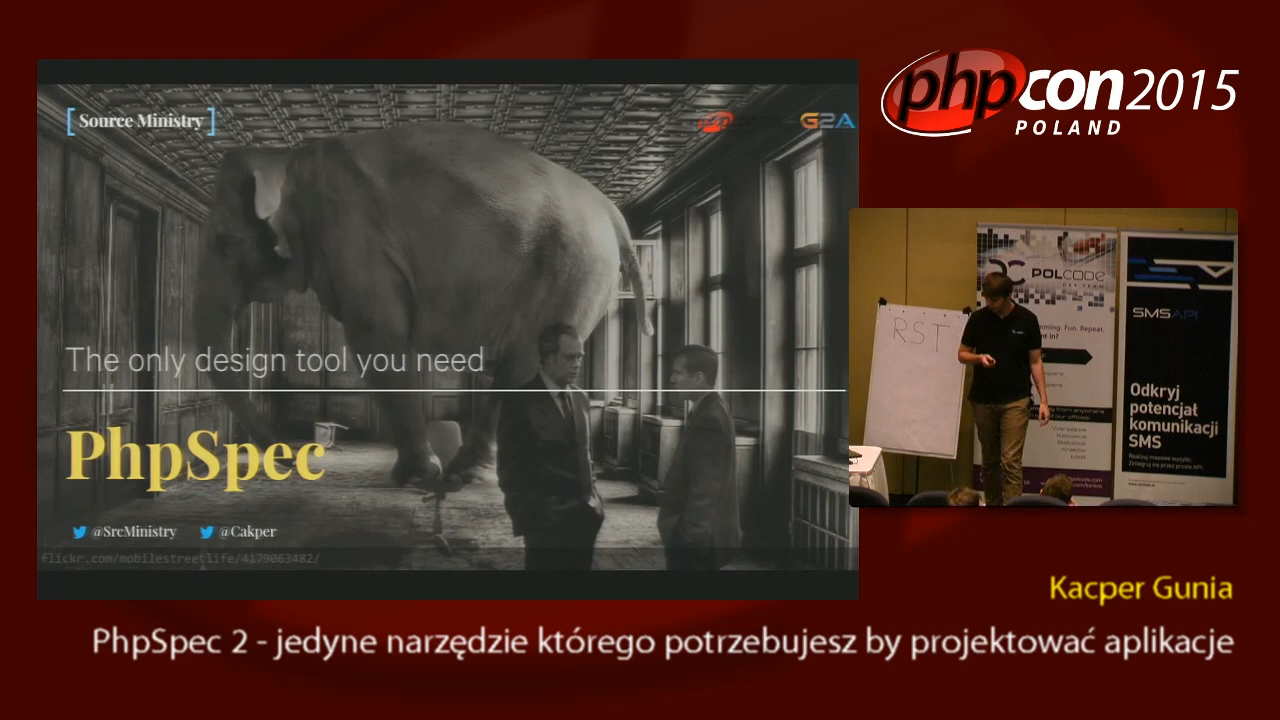 [Source Ministry]
G2A
The only design tool you need
PhpSpec
@SrcMinistry @Cakper
flickr.com/mobilestreetlife/4179063482/
phpcon2015
POLAND
POLCODE
RST
SMSAPI
Odkryj
potencjał
komunikacji
SMS
Kacper Gunia
PhpSpec 2 - jedyne narzędzie którego potrzebujesz by projektować aplikacje